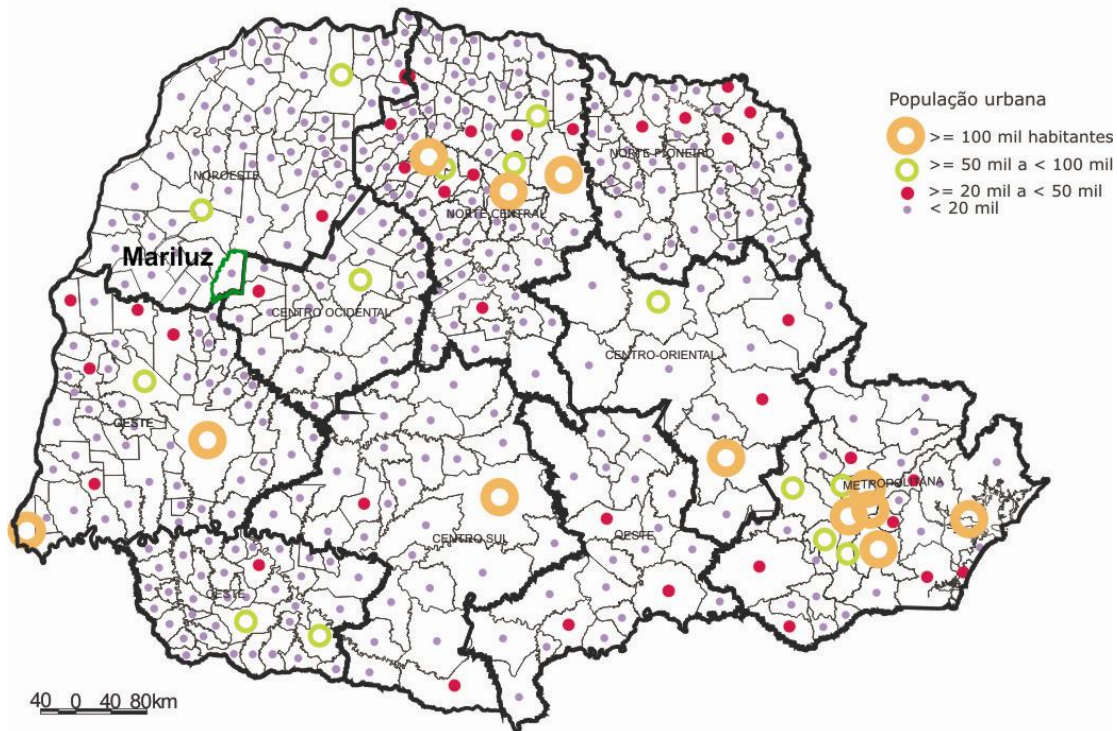 População urbana
>= 100 mil habitantes
>= 50 mil a < 100 mil
>= 20 mil a < 50 mil
< 20 mil
NOROESTE
NORTE PIONEIRO
NORTE CENTRAL
Mariluz
CENTRO OCIDENTAL
CENTRO-ORIENTAL
OESTE
METROPOLITANA
CENTRO SUL
OESTE
OESTE
40 0 40 80km